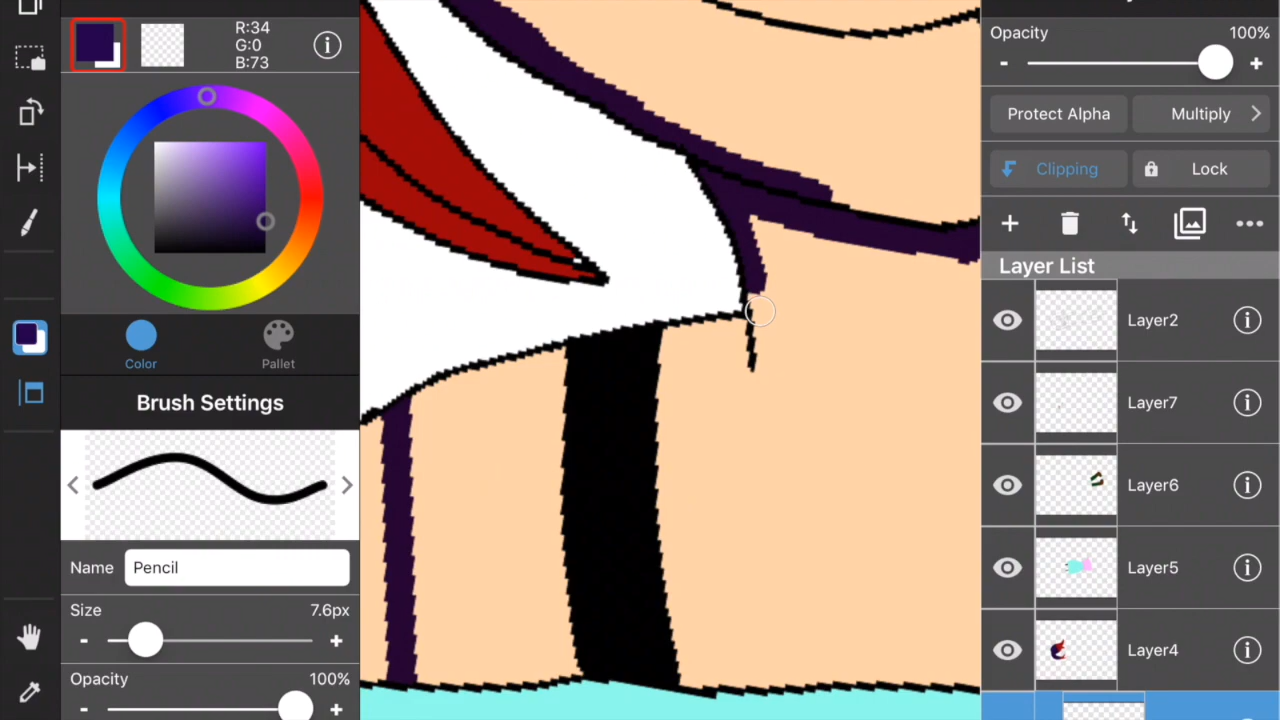 R:34
G:0
B:73
Color
Pallet
Brush Settings
Name
Pencil
Size
7.6px
Opacity
100%
Opacity
100%
Protect Alpha
Multiply
Clipping
Lock
Layer List
Layer2
Layer7
Layer6
Layer5
Layer4